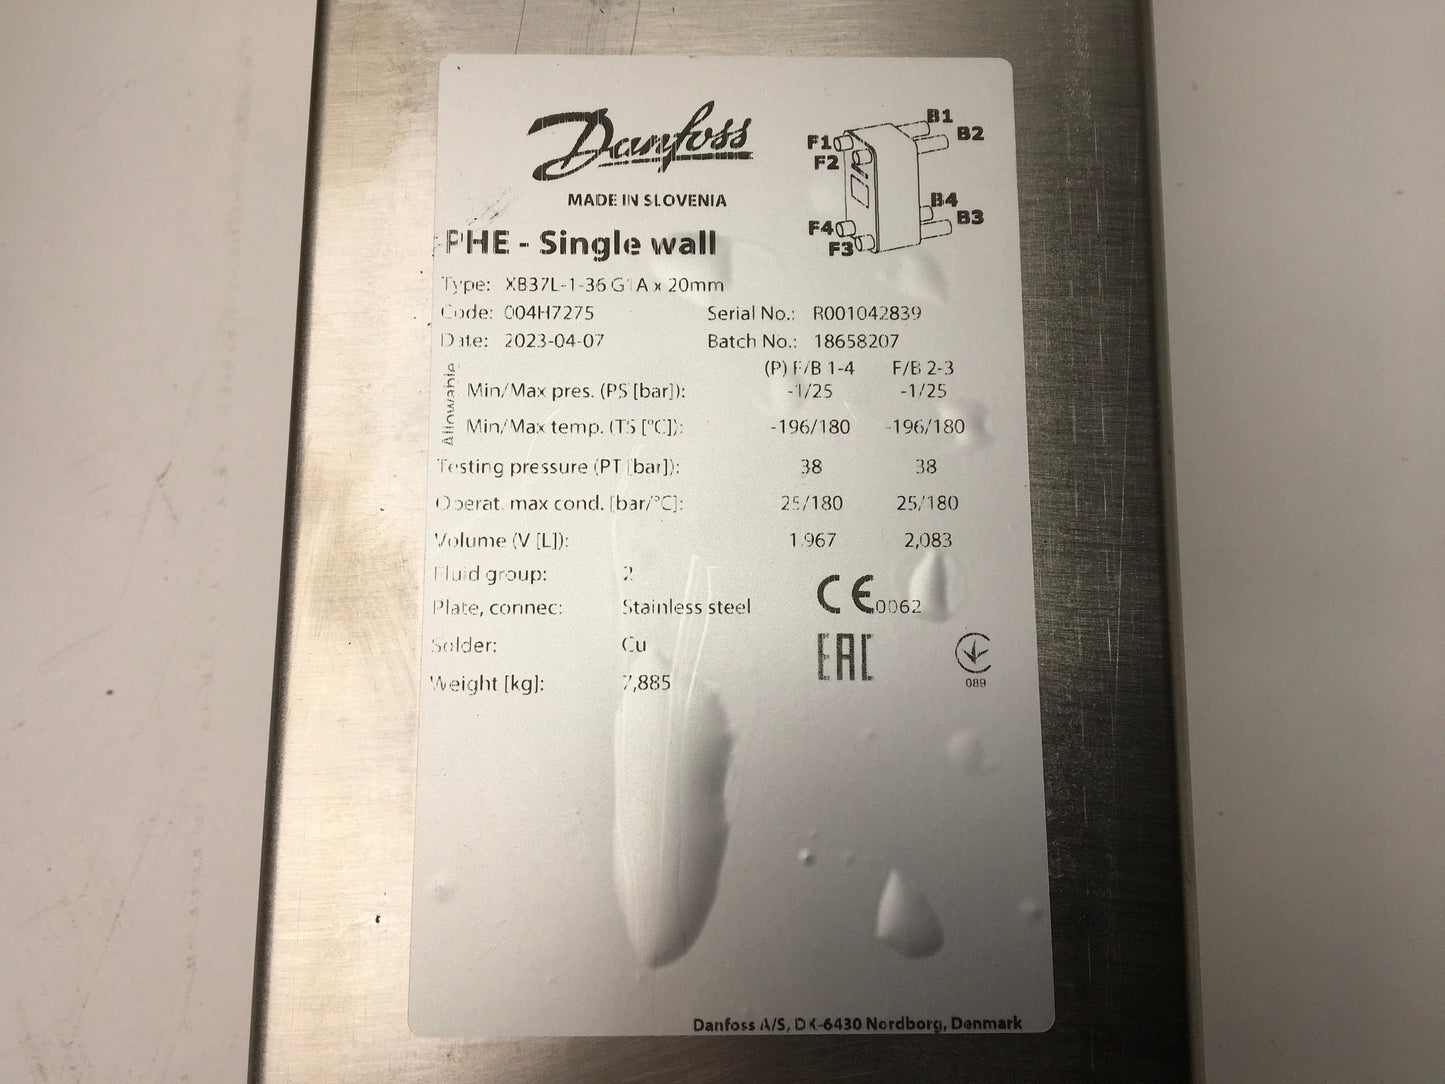 Danfoss
MADE IN SLOVENIA
F1
F2
B1
B2
F4
F3
B4
B3
PHE - Single wall
Type: XB37L-1-36 G1A x 20mm
Code: 004H7275 Serial No.: R001042839
Date: 2023-04-07 Batch No.: 18658207
(P) F/B 1-4 F/B 2-3
Allowable
Min/Max pres. (PS [bar]): -1/25 -1/25
Min/Max temp. (TS [°C]): -196/180 -196/180
Testing pressure (PT [bar]): 38 38
Operat. max cond. [bar/°C]: 25/180 25/180
Volume (V [L]): 1,967 2,083
Fluid group: 2
Plate, connec: Stainless steel
CE 0062
Solder: Cu
EAC
089
Weight [kg]: 7,885
Danfoss A/S, DK-6430 Nordborg, Denmark